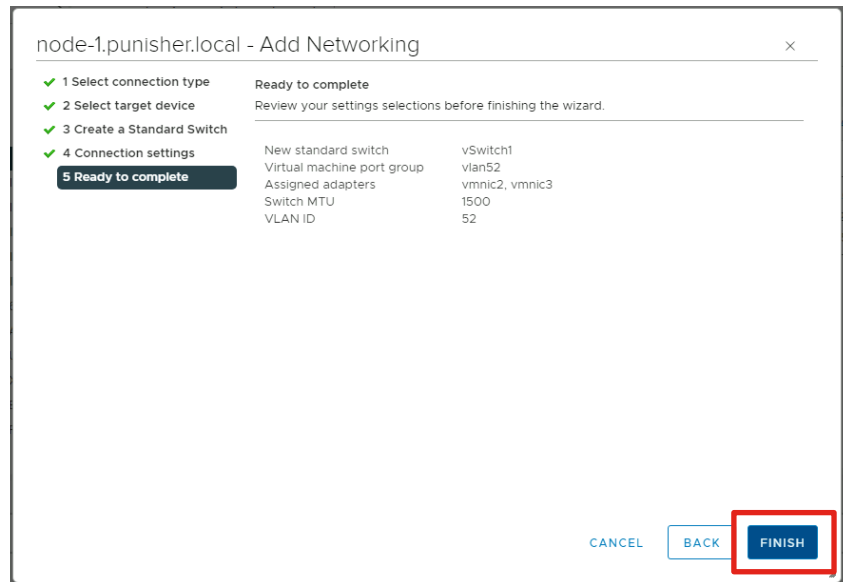 node-1.punisher.local - Add Networking
1 Select connection type
2 Select target device
3 Create a Standard Switch
4 Connection settings
5 Ready to complete
Ready to complete
Review your settings selections before finishing the wizard.
New standard switch vSwitch1
Virtual machine port group vlan52
Assigned adapters vmnic2, vmnic3
Switch MTU 1500
VLAN ID 52
CANCEL BACK FINISH